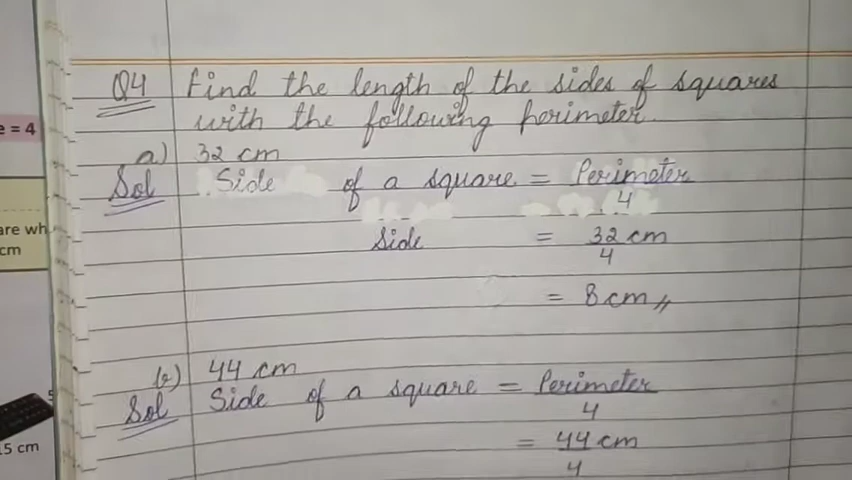 e = 4
are wh
cm
5 cm
Q4 Find the length of the sides of squares
with the following perimeter.
a) 32 cm
Sol Side of a square = Perimeter
4
Side = 32 cm
4
= 8 cm
b) 44 cm
Sol Side of a square = Perimeter
4
= 44 cm
4